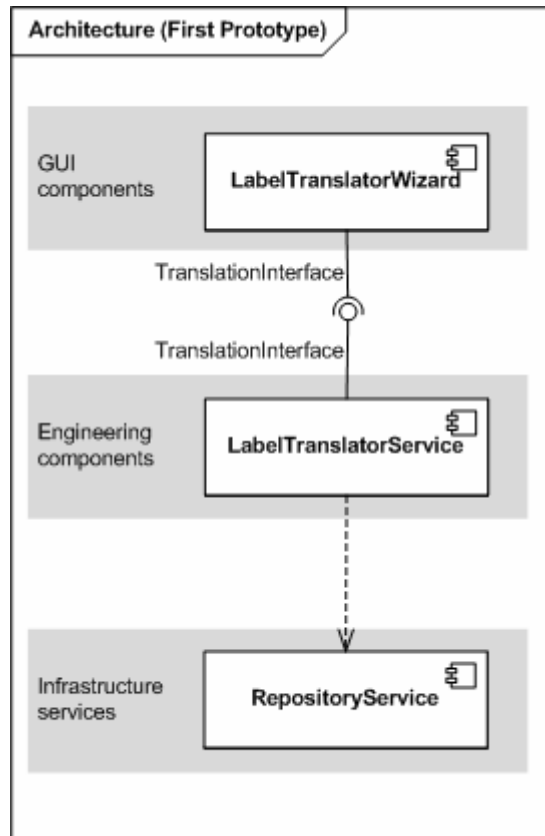 Architecture (First Prototype)
GUI
components
LabelTranslatorWizard
TranslationInterface
TranslationInterface
Engineering
components
LabelTranslatorService
Infrastructure
services
RepositoryService